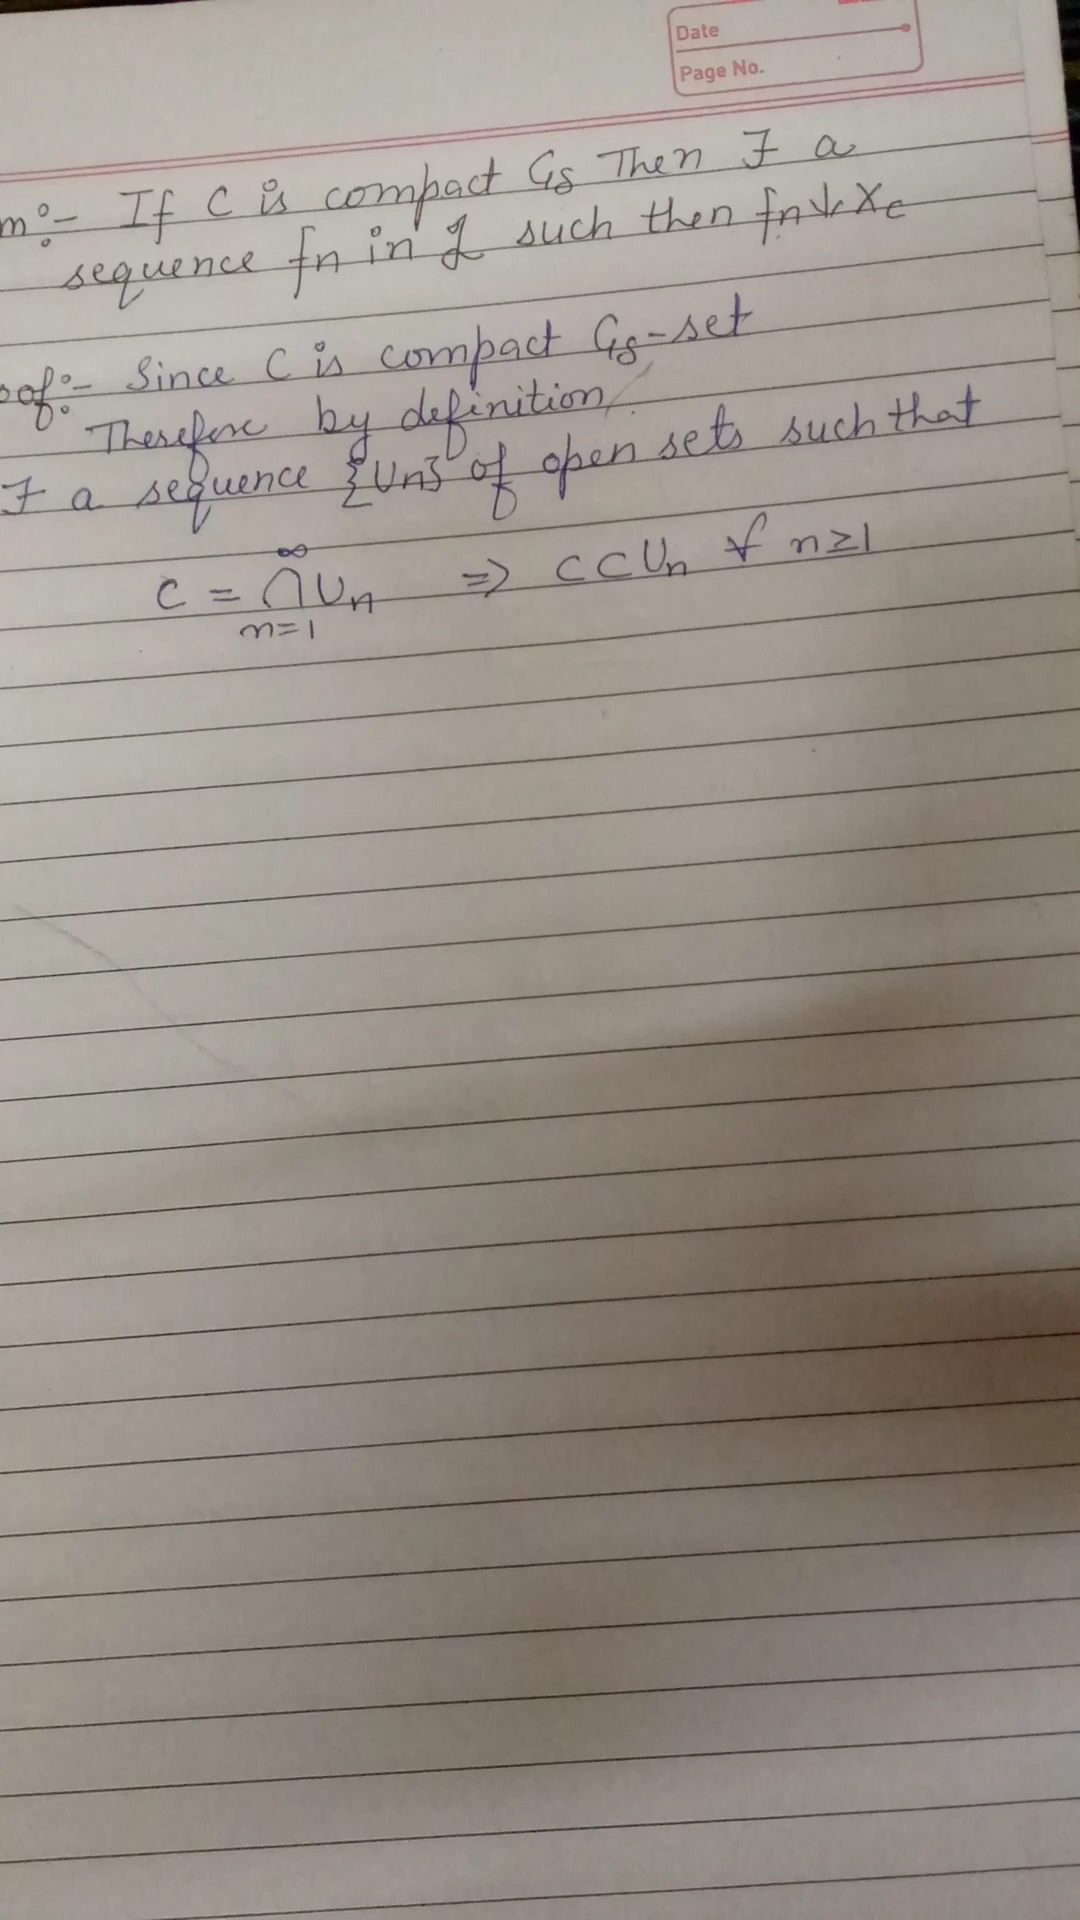 Date
Page No.
m:- If C is compact Gδ Then ∃ a
sequence fn in L such then fn ↓ χc
oof:- Since C is compact Gδ-set
Therefore by definition
∃ a sequence {Un} of open sets such that
C = ∞∩n=1 Un ⇒ C⊂Un ∀ n≥1